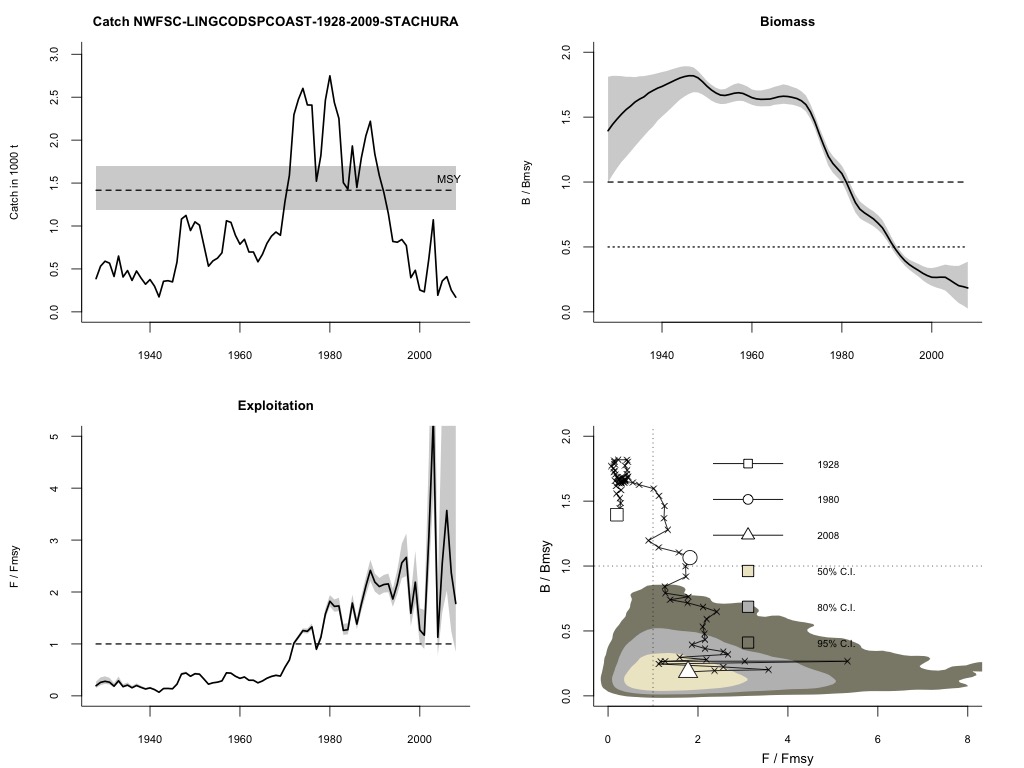 Catch NWFSC-LINGCODSPCOAST-1928-2009-STACHURA
Catch in 1000 t
3.0
2.5
2.0
1.5
1.0
0.5
0.0
MSY
1940 1960 1980 2000
Biomass
B / Bmsy
2.0
1.5
1.0
0.5
0.0
1940 1960 1980 2000
Exploitation
F / Fmsy
5
4
3
2
1
0
1940 1960 1980 2000
B / Bmsy
2.0
1.5
1.0
0.5
0.0
1928
1980
2008
50% C.I.
80% C.I.
95% C.I.
0 2 4 6 8
F / Fmsy